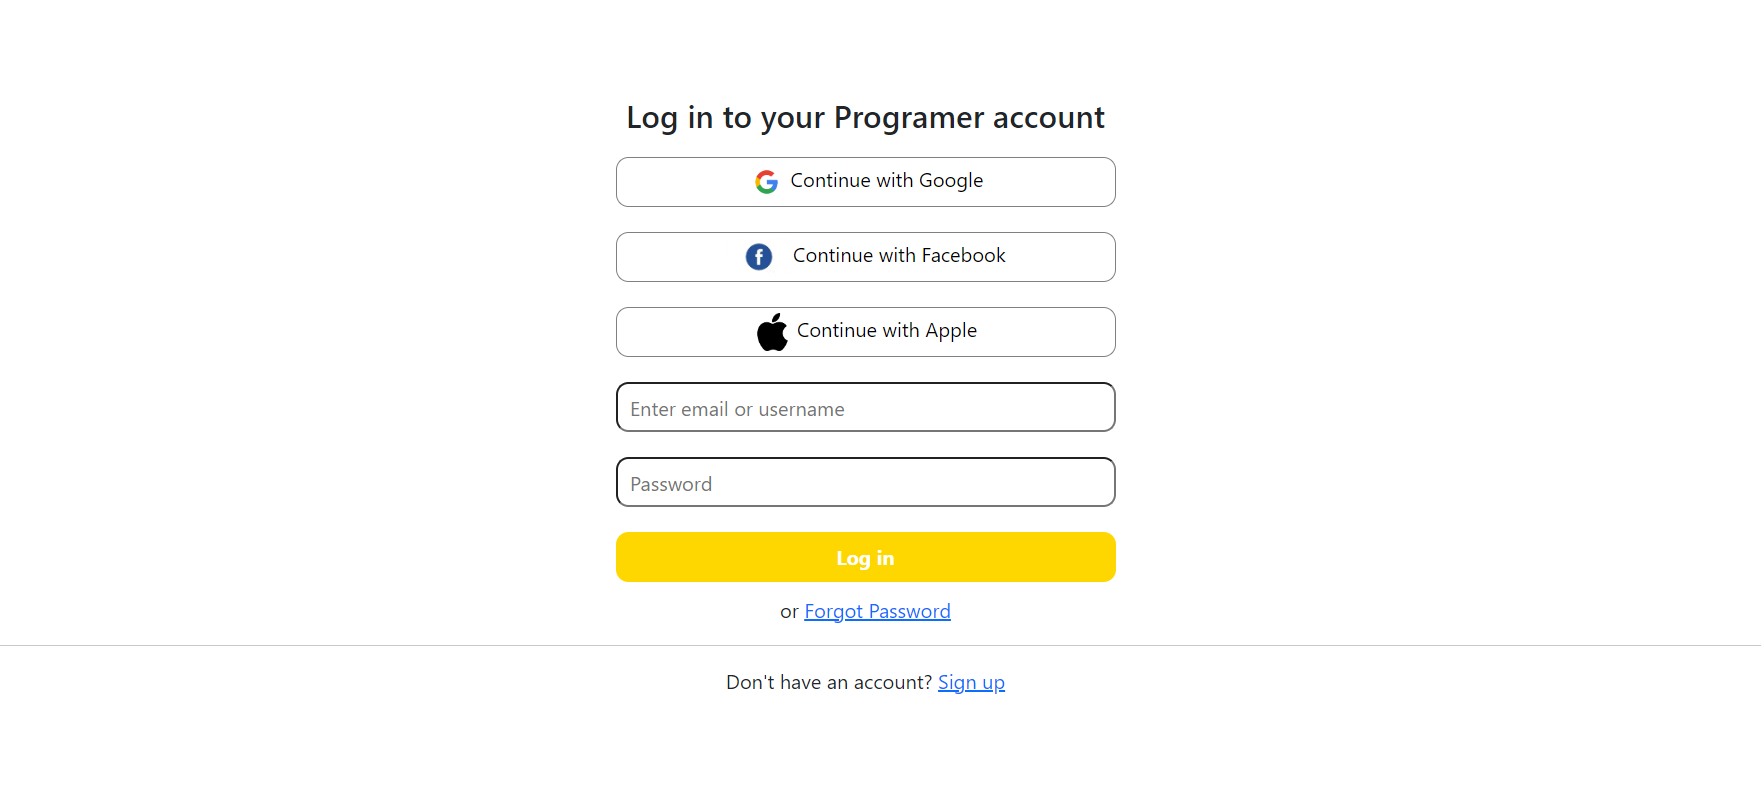 Log in to your Programer account
Continue with Google
Continue with Facebook
Continue with Apple
Enter email or username
Password
Log in
or Forgot Password
Don't have an account? Sign up